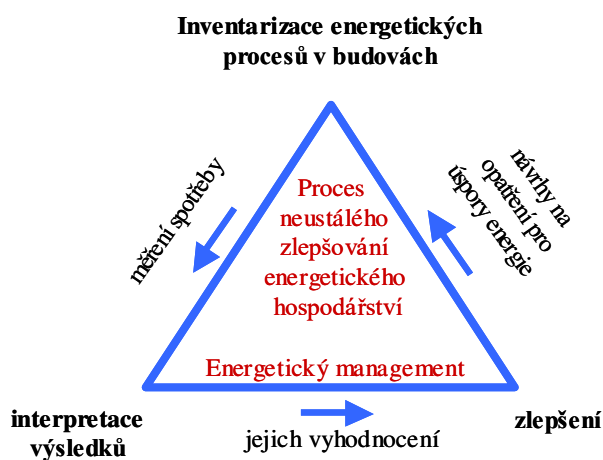 Inventarizace energetických
procesů v budovách
měření spotřeby
návrhy na
opatření pro
úspory energie
Proces
neustálého
zlepšování
energetického
hospodářství
Energetický management
interpretace
výsledků
jejich vyhodnocení
zlepšení